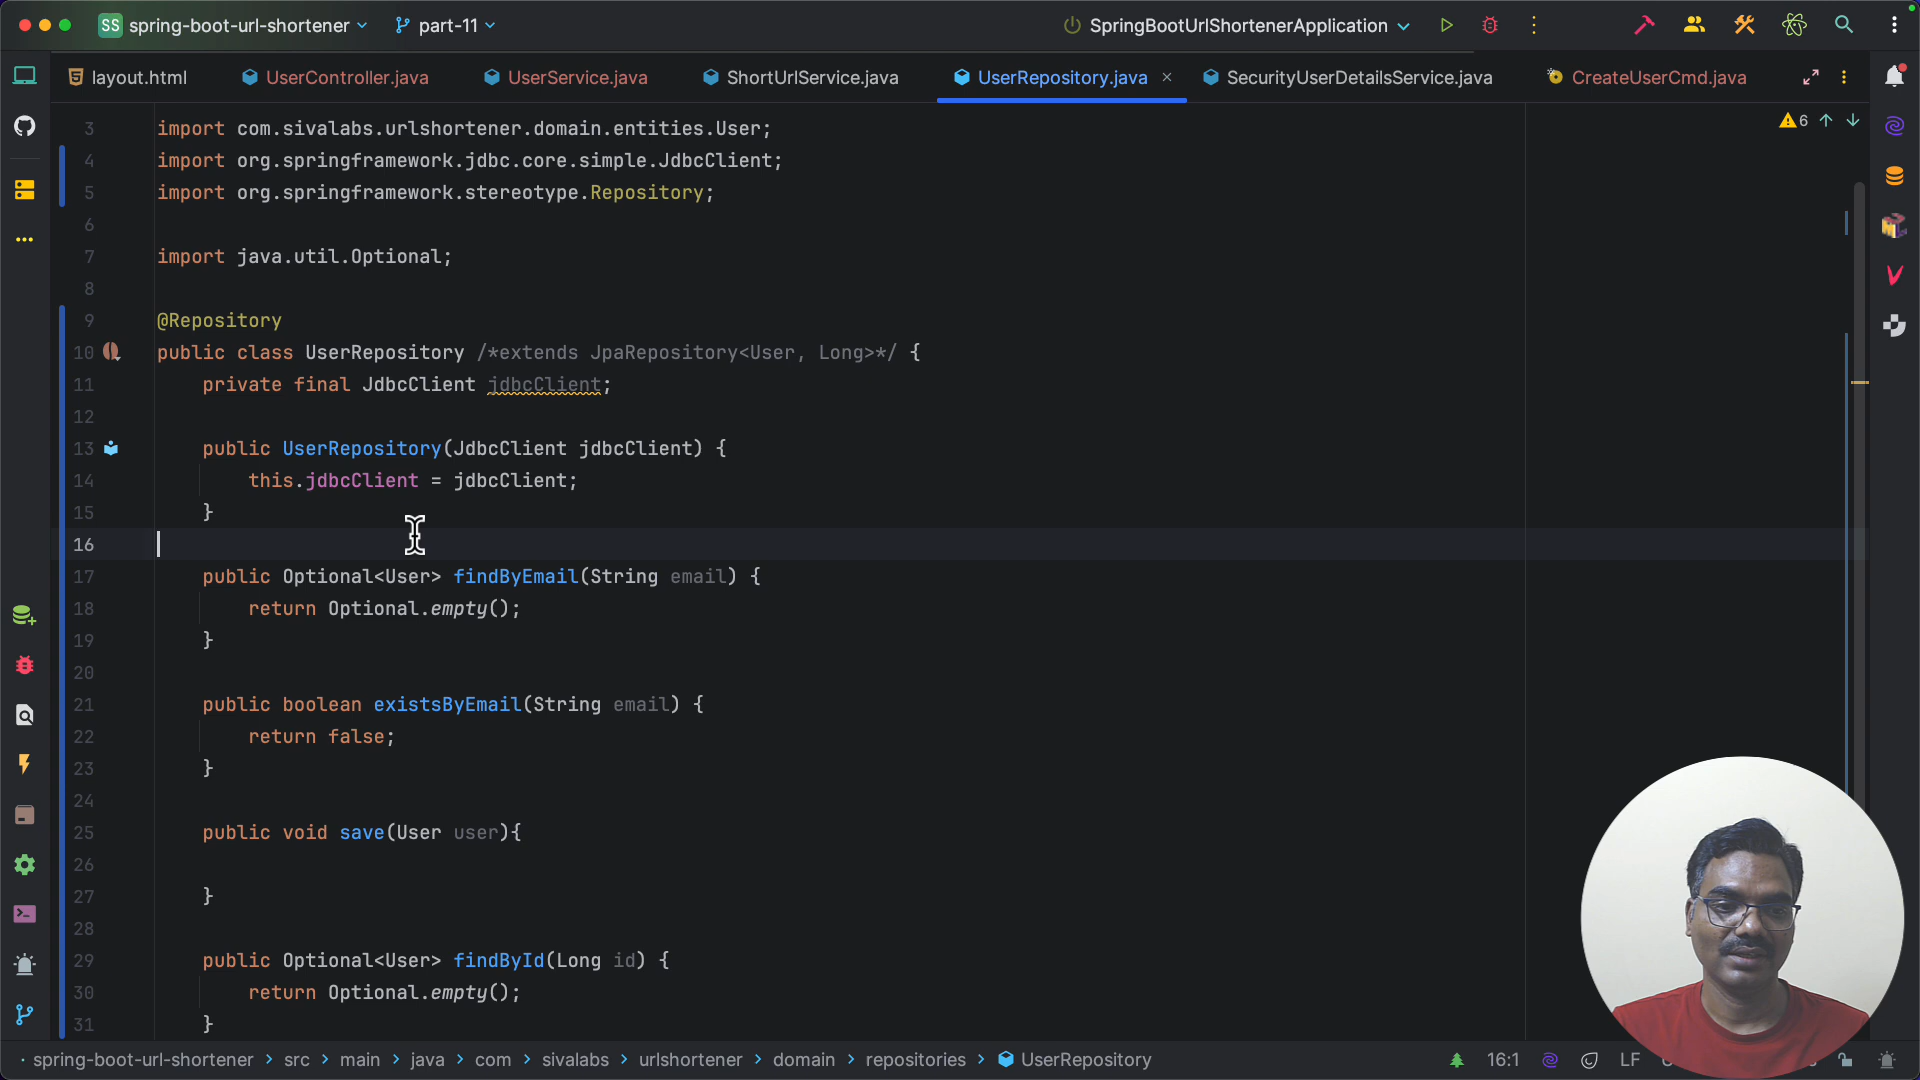 SS spring-boot-url-shortener part-11 SpringBootUrlShortenerApplication
layout.html UserController.java UserService.java ShortUrlService.java UserRepository.java SecurityUserDetailsService.java CreateUserCmd.java
6
3 import com.sivalabs.urlshortener.domain.entities.User;
4 import org.springframework.jdbc.core.simple.JdbcClient;
5 import org.springframework.stereotype.Repository;
6
7 import java.util.Optional;
8
9 @Repository
10 public class UserRepository /*extends JpaRepository<User, Long>*/ {
11 private final JdbcClient jdbcClient;
12
13 public UserRepository(JdbcClient jdbcClient) {
14 this.jdbcClient = jdbcClient;
15 }
16
17 public Optional<User> findByEmail(String email) {
18 return Optional.empty();
19 }
20
21 public boolean existsByEmail(String email) {
22 return false;
23 }
24
25 public void save(User user){
26
27 }
28
29 public Optional<User> findById(Long id) {
30 return Optional.empty();
31 }
spring-boot-url-shortener > src > main > java > com > sivalabs > urlshortener > domain > repositories > UserRepository 16:1 LF